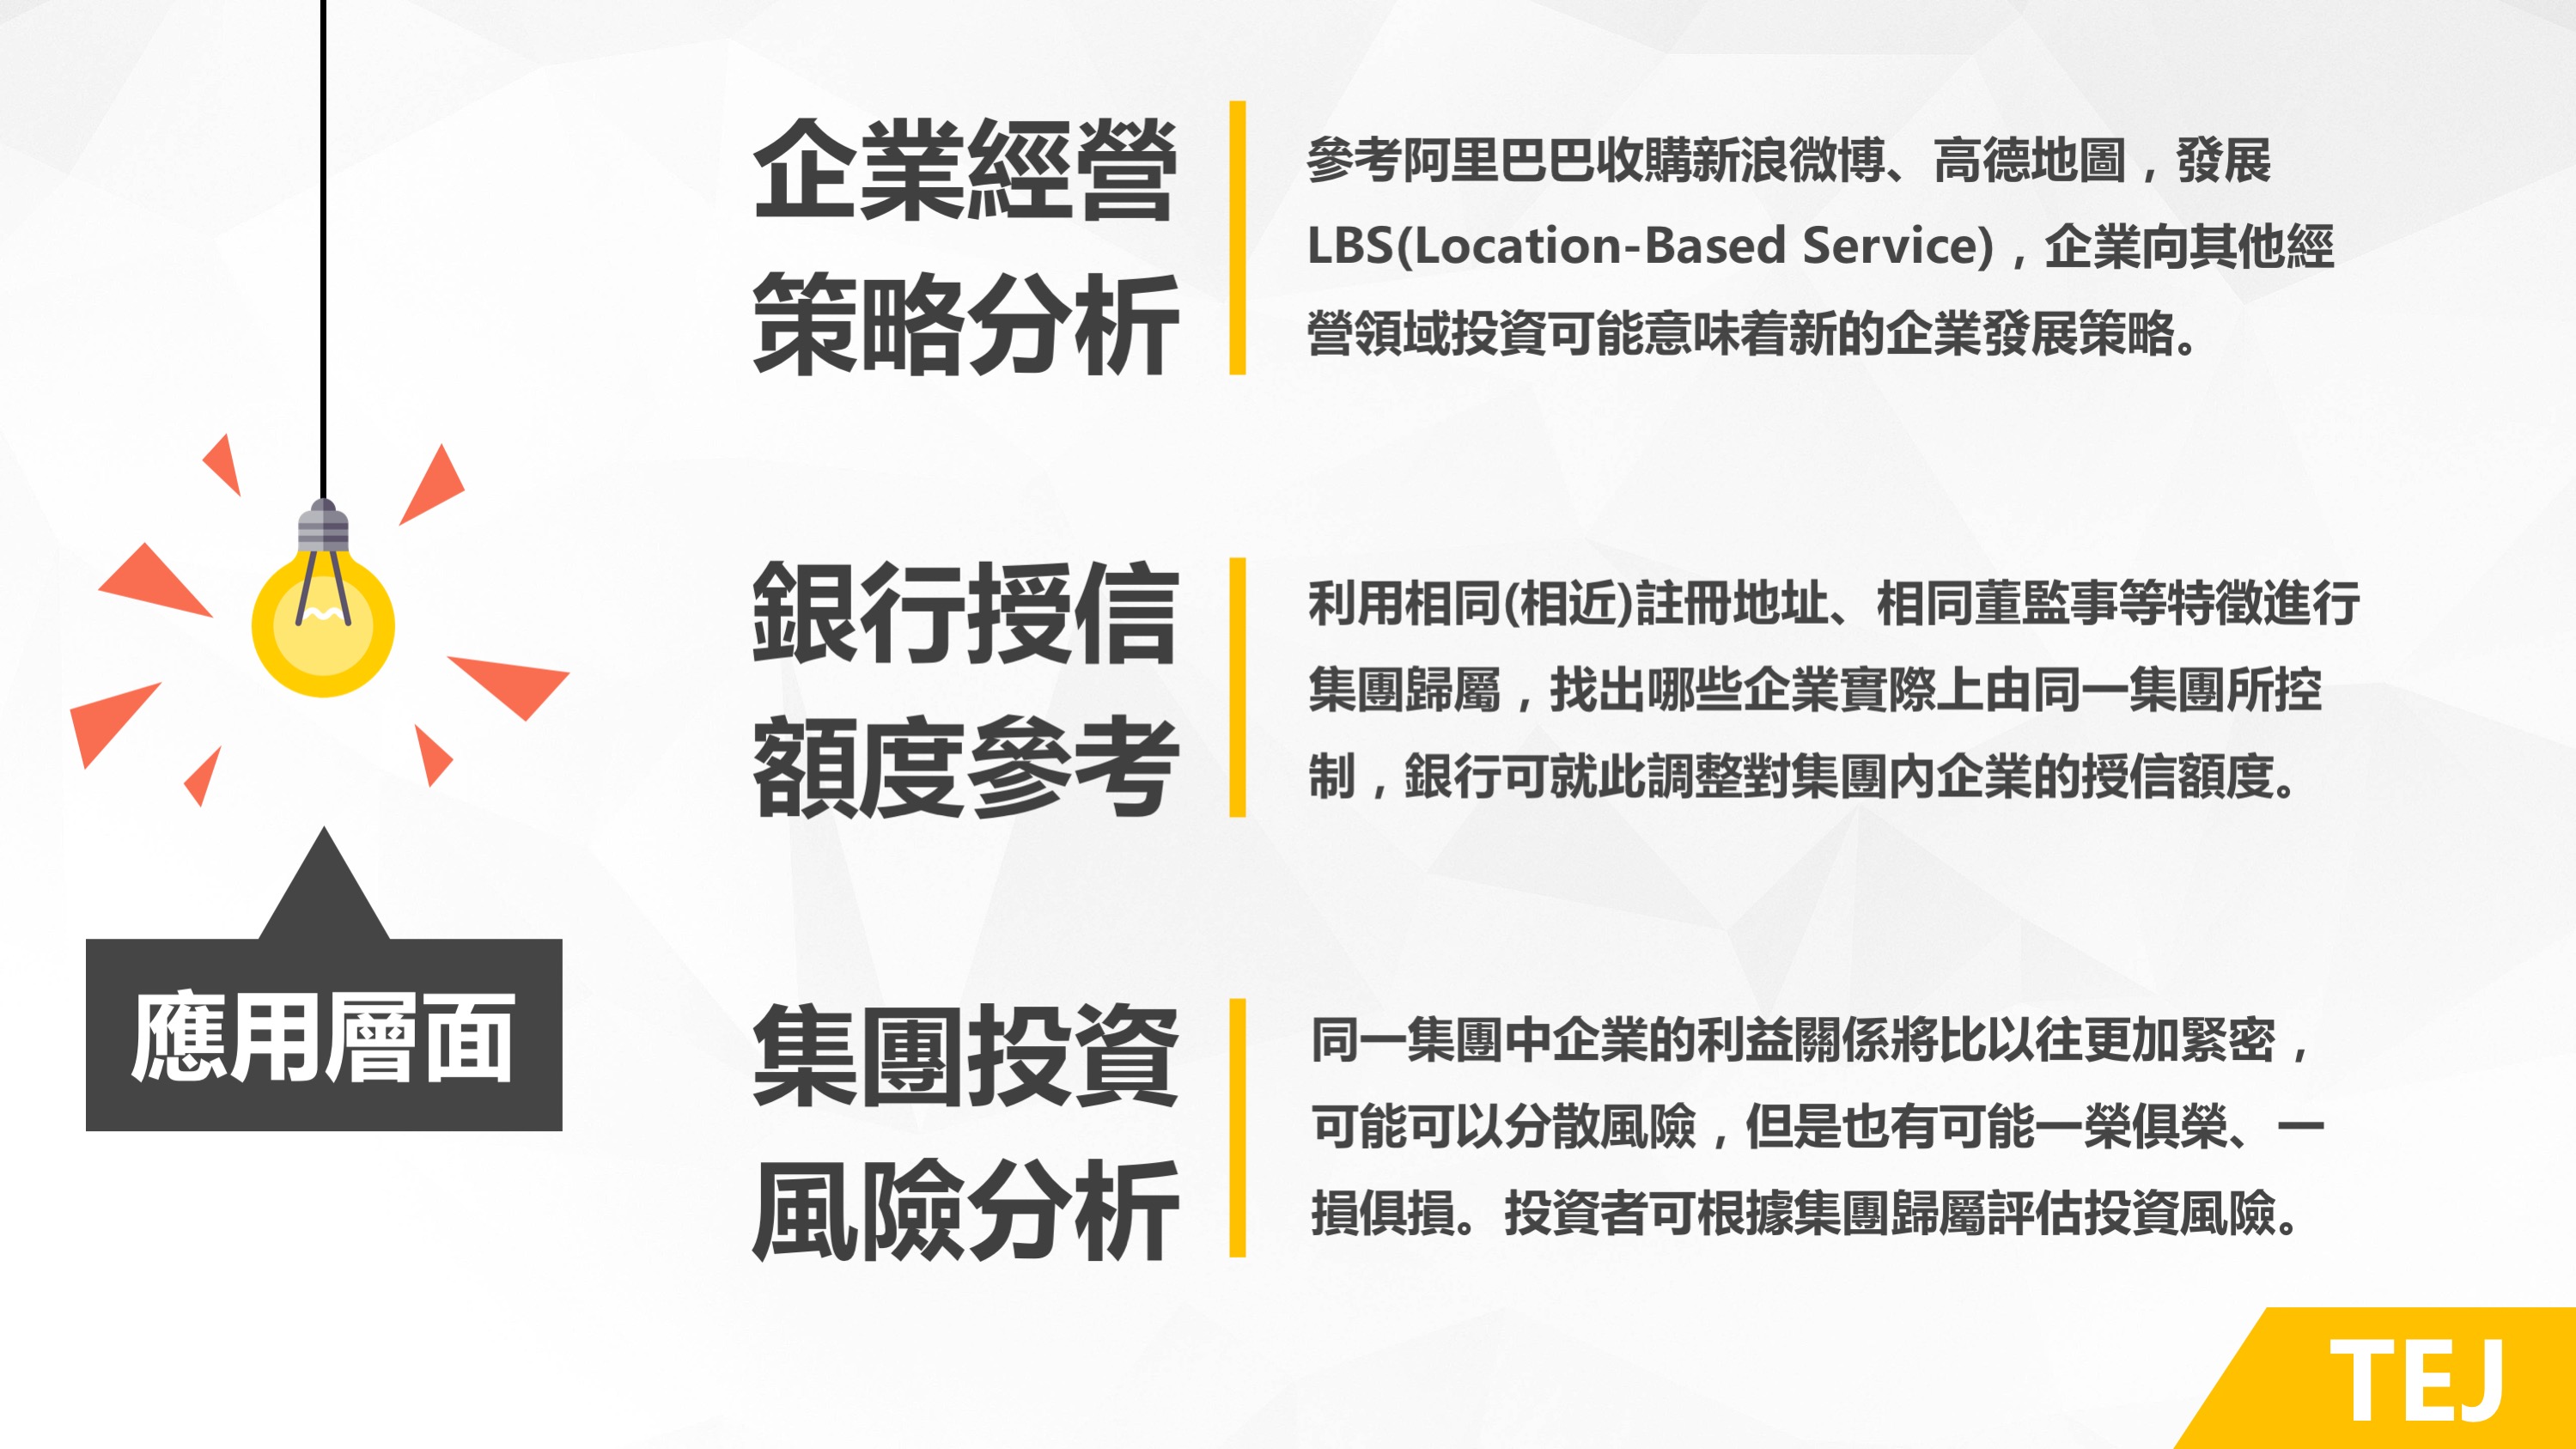 企業經營
策略分析
參考阿里巴巴收購新浪微博、高德地圖，發展
LBS(Location-Based Service)，企業向其他經
營領域投資可能意味着新的企業發展策略。
銀行授信
額度參考
利用相同(相近)註冊地址、相同董監事等特徵進行
集團歸屬，找出哪些企業實際上由同一集團所控
制，銀行可就此調整對集團內企業的授信額度。
應用層面
集團投資
風險分析
同一集團中企業的利益關係將比以往更加緊密，
可能可以分散風險，但是也有可能一榮俱榮、一
損俱損。投資者可根據集團歸屬評估投資風險。
TEJ